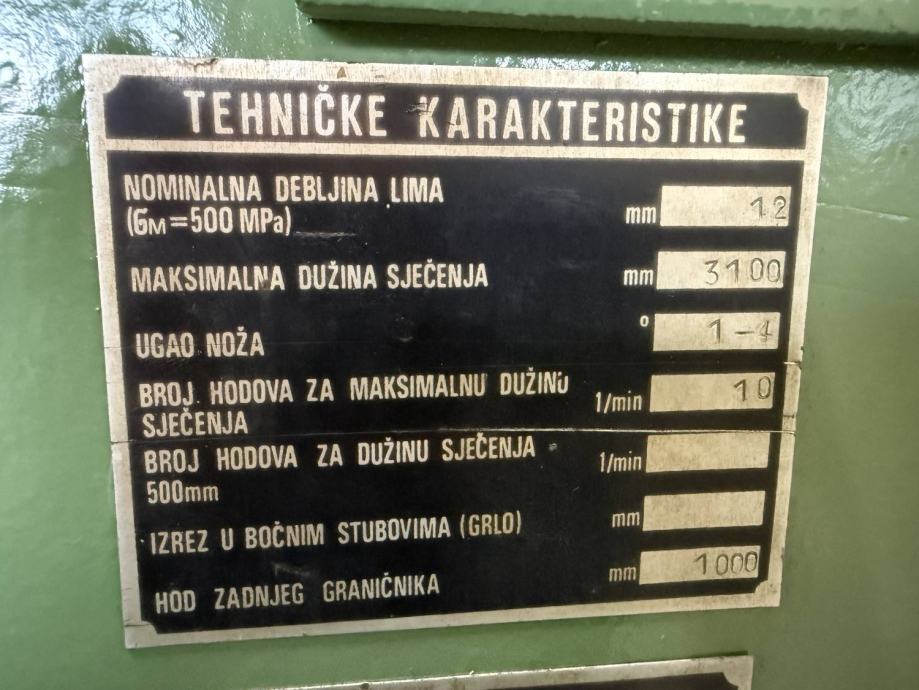 TEHNIČKE KARAKTERISTIKE
NOMINALNA DEBLJINA LIMA
(ϬM=500 MPa) mm 12
MAKSIMALNA DUŽINA SJEČENJA mm 3100
UGAO NOŽA ° 1-4
BROJ HODOVA ZA MAKSIMALNU DUŽINU
SJEČENJA 1/min 10
BROJ HODOVA ZA DUŽINU SJEČENJA 1/min
500mm
IZREZ U BOČNIM STUBOVIMA (GRLO) mm
HOD ZADNJEG GRANIČNIKA mm 1000